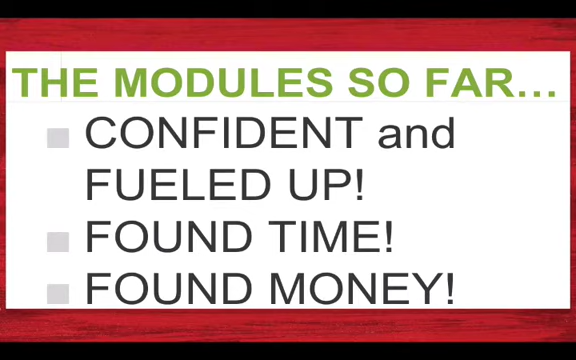 THE MODULES SO FAR...
CONFIDENT and
FUELED UP!
FOUND TIME!
FOUND MONEY!